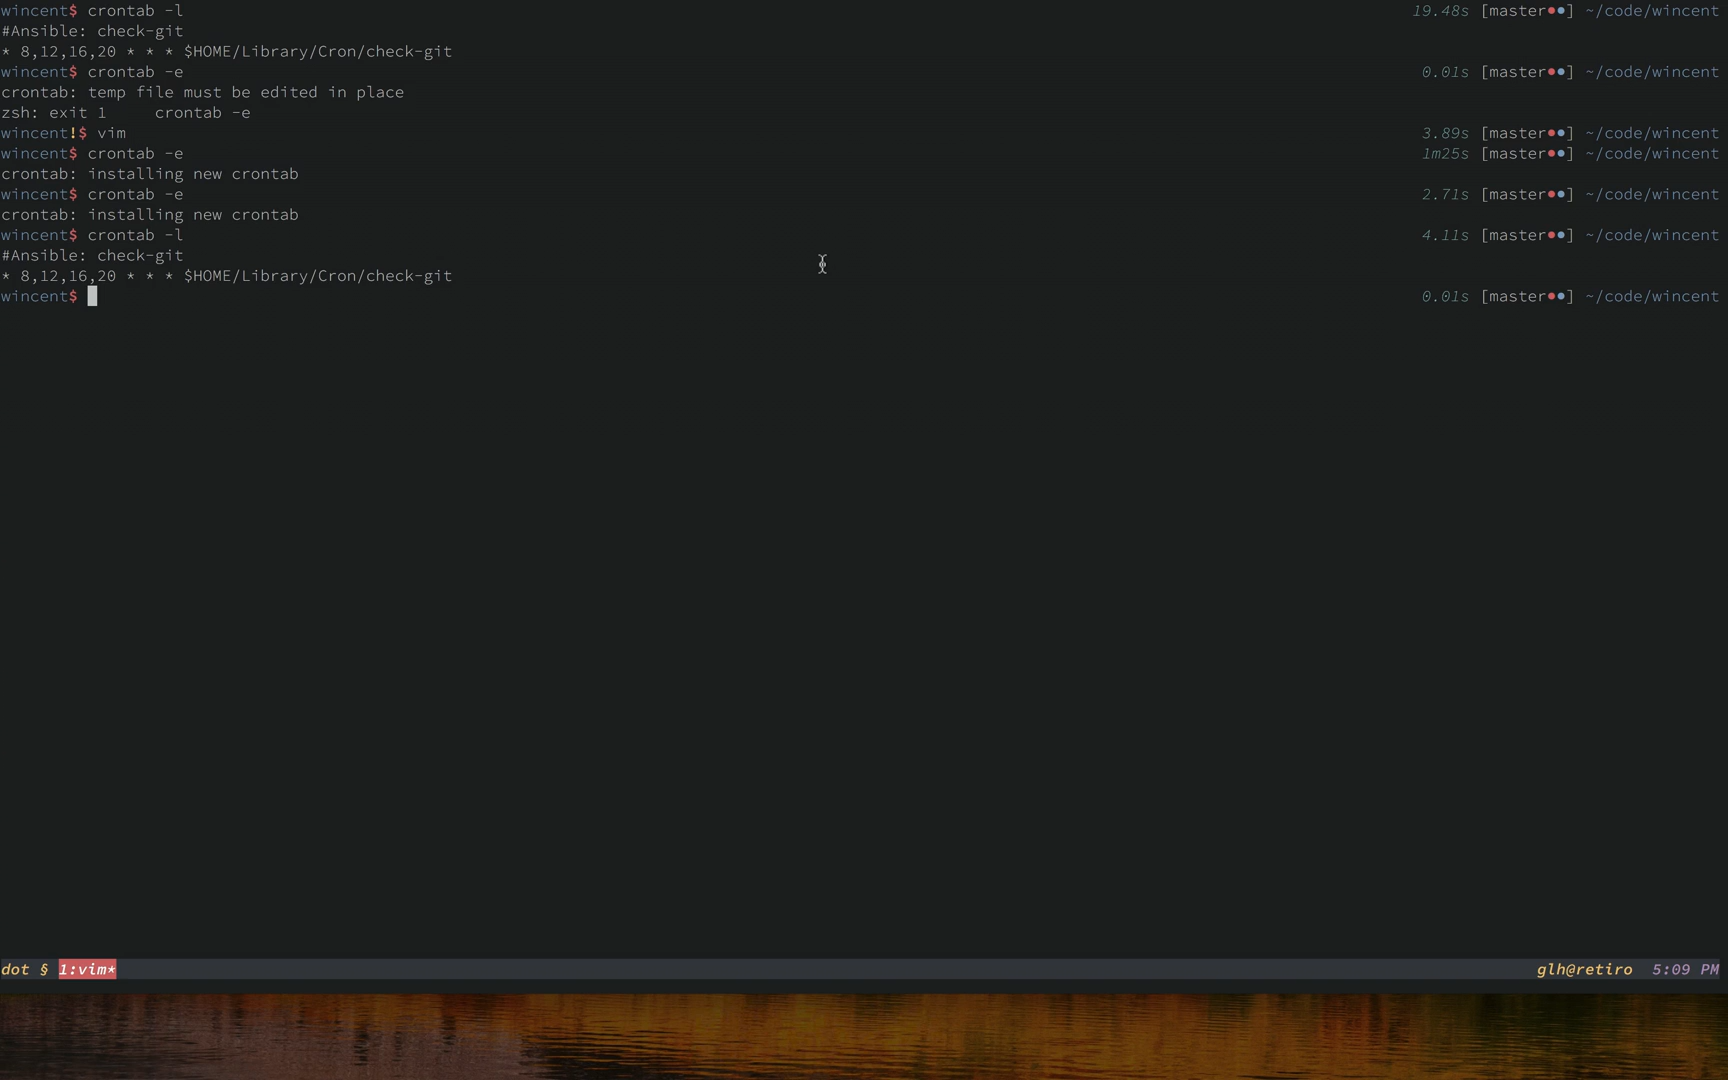 wincent$ crontab -l 19.48s [master●●] ~/code/wincent
#Ansible: check-git
* 8,12,16,20 * * * $HOME/Library/Cron/check-git
wincent$ crontab -e 0.01s [master●●] ~/code/wincent
crontab: temp file must be edited in place
zsh: exit 1     crontab -e
wincent!$ vim 3.89s [master●●] ~/code/wincent
wincent$ crontab -e 1m25s [master●●] ~/code/wincent
crontab: installing new crontab
wincent$ crontab -e 2.71s [master●●] ~/code/wincent
crontab: installing new crontab
wincent$ crontab -l 4.11s [master●●] ~/code/wincent
#Ansible: check-git
* 8,12,16,20 * * * $HOME/Library/Cron/check-git
wincent$ 0.01s [master●●] ~/code/wincent
dot § 1:vim* glh@retiro 5:09 PM